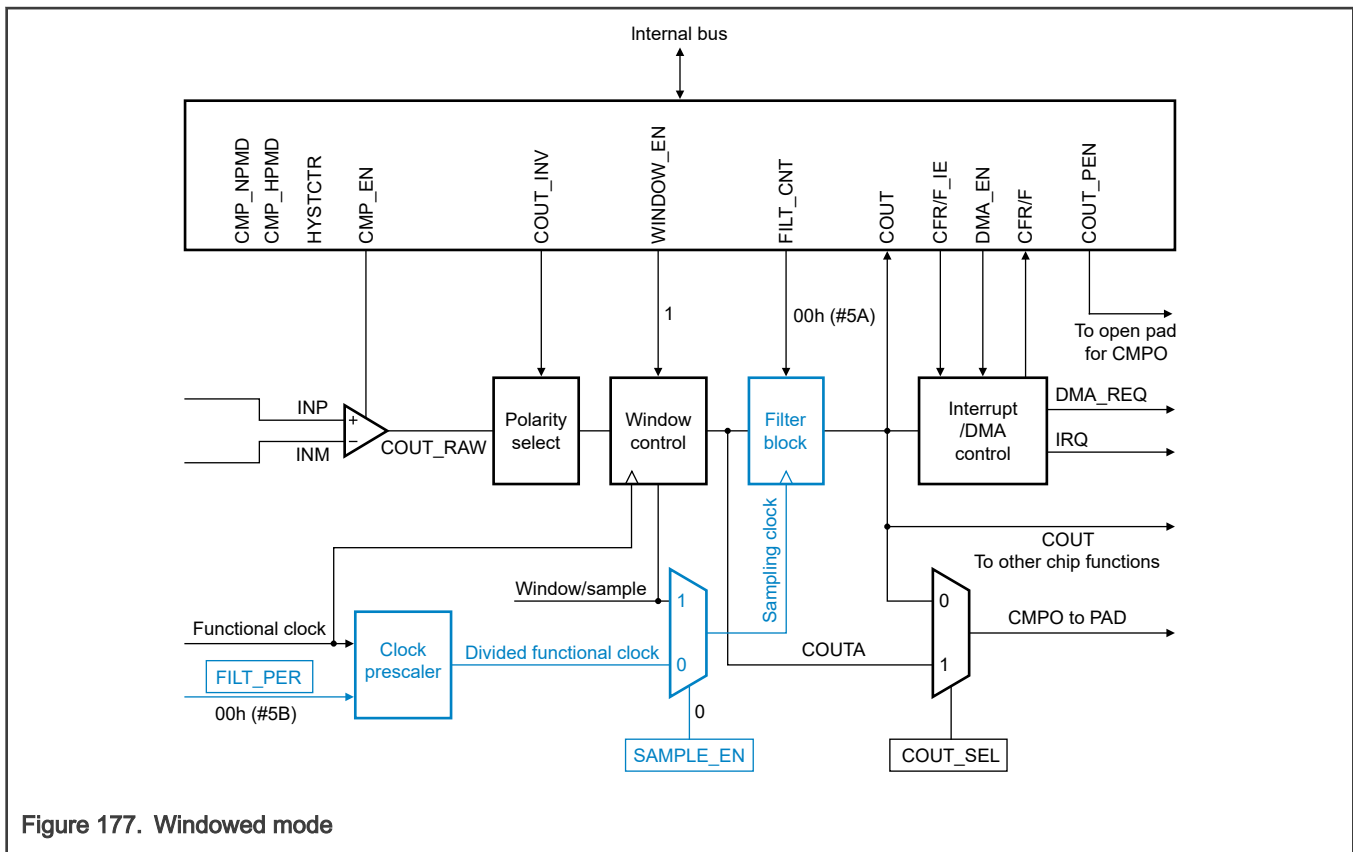 Internal bus
CMP_NPMD
CMP_HPMD
HYSTCTR
CMP_EN
COUT_INV
WINDOW_EN
FILT_CNT
COUT
CFR/F_IE
DMA_EN
CFR/F
COUT_PEN
1
00h (#5A)
To open pad
for CMPO
INP
+
INM
−
COUT_RAW
Polarity
select
Window
control
Filter
block
Interrupt
/DMA
control
DMA_REQ
IRQ
Sampling clock
COUT
To other chip functions
Window/sample
1
0
CMPO to PAD
Functional clock
Clock
prescaler
Divided functional clock
0
COUTA
1
FILT_PER
00h (#5B)
0
SAMPLE_EN
COUT_SEL
Figure 177. Windowed mode